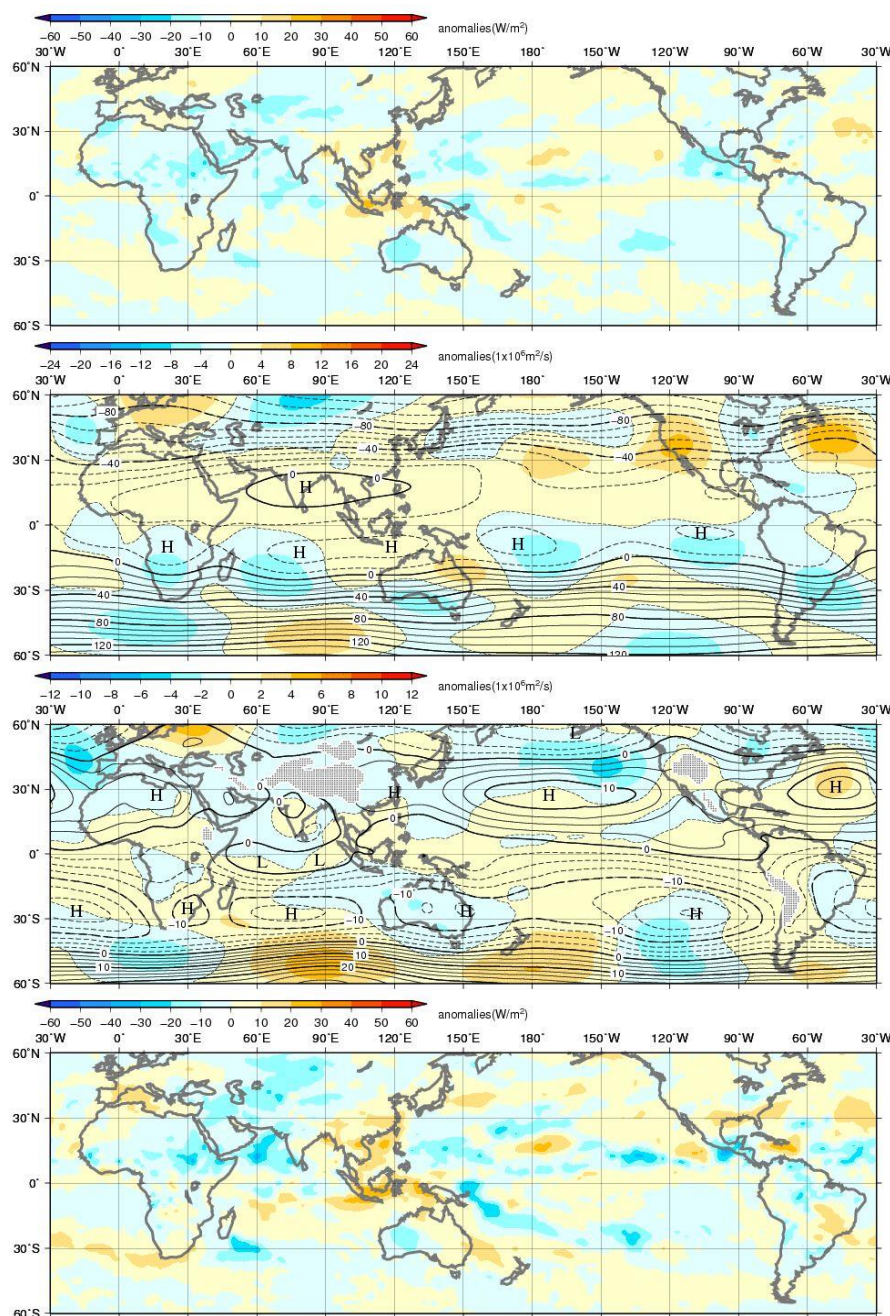 anomalies(W/m²)
−60 −50 −40 −30 −20 −10 0 10 20 30 40 50 60
30°W 0° 30°E 60°E 90°E 120°E 150°E 180° 150°W 120°W 90°W 60°W 30°W
60°N
30°N
0°
30°S
60°S
anomalies(1x10⁶m²/s)
−24 −20 −16 −12 −8 −4 0 4 8 12 16 20 24
30°W 0° 30°E 60°E 90°E 120°E 150°E 180° 150°W 120°W 90°W 60°W 30°W
60°N
−80 −80
−40 −40 −40
30°N
0 0
H
0°
H H H H H
0 0 0
30°S
40 40 40
80 80
120 120 120
60°S
anomalies(1x10⁶m²/s)
−12 −10 −8 −6 −4 −2 0 2 4 6 8 10 12
30°W 0° 30°E 60°E 90°E 120°E 150°E 180° 150°W 120°W 90°W 60°W 30°W
60°N
L
0 0
30°N
H 0 0 H H 10 H
0
0 0
0°
L L
−10 −10
H H H H H
−10 −10
30°S
0 0 0 0
10 10 10 10
20
60°S
anomalies(W/m²)
−60 −50 −40 −30 −20 −10 0 10 20 30 40 50 60
30°W 0° 30°E 60°E 90°E 120°E 150°E 180° 150°W 120°W 90°W 60°W 30°W
60°N
30°N
0°
30°S
60°S